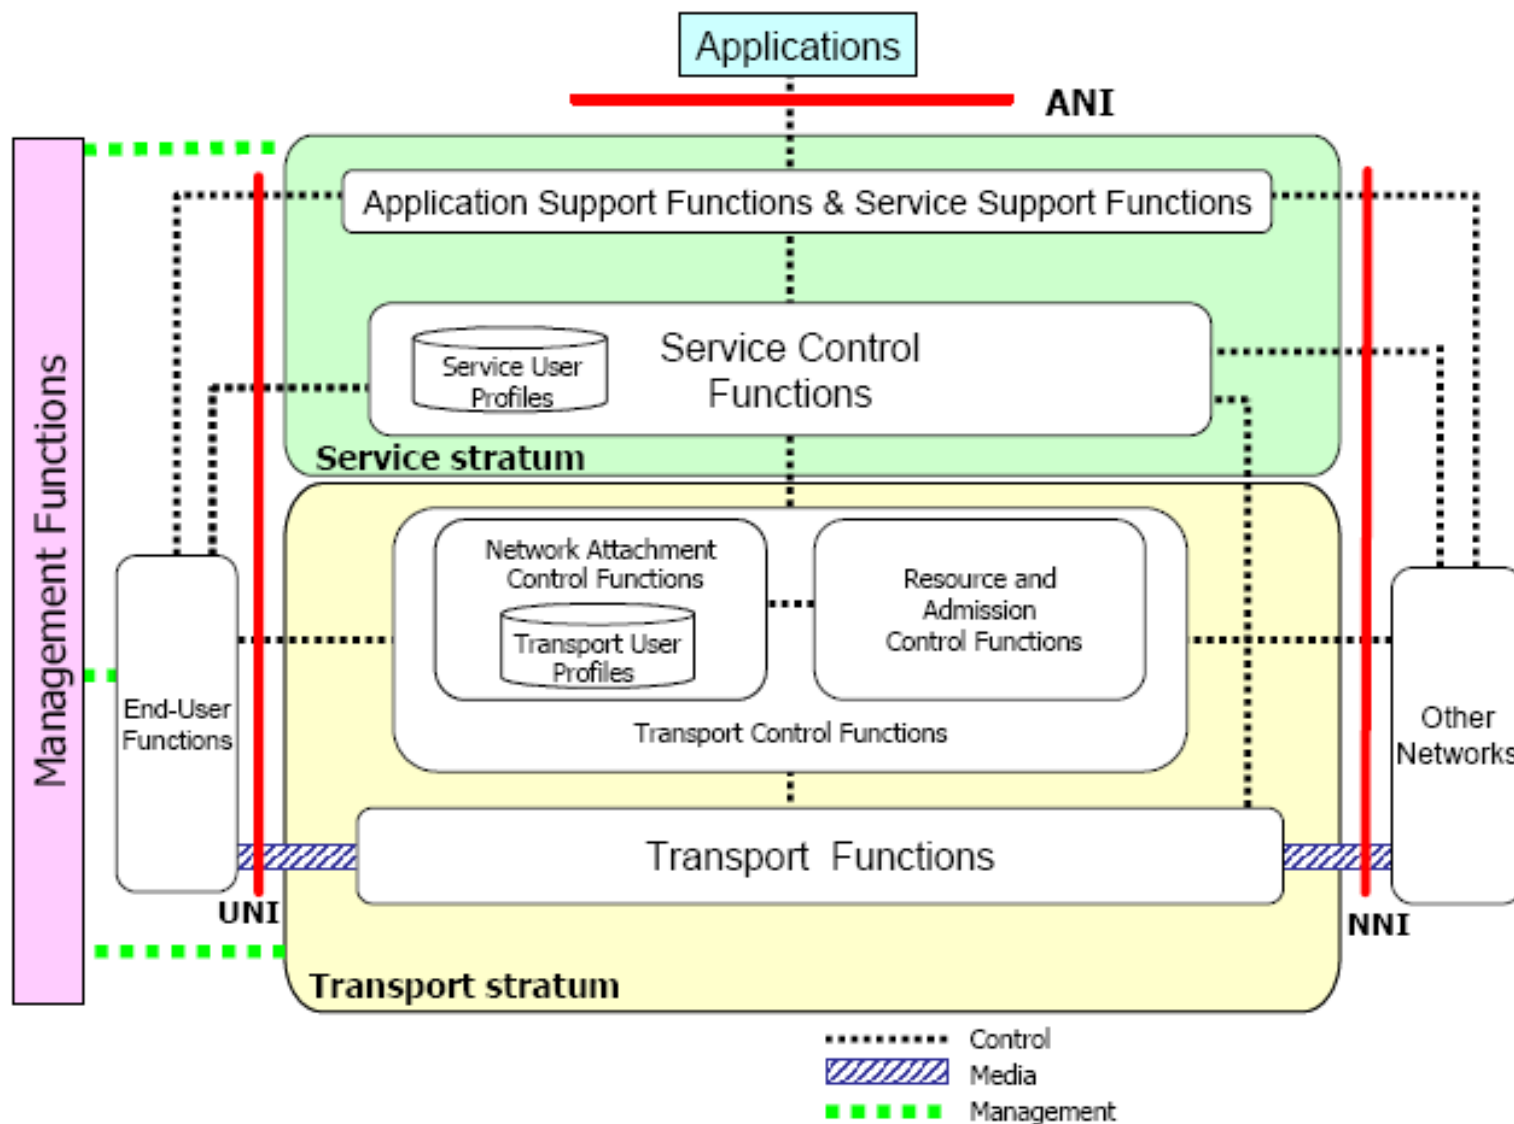 Applications
ANI
Application Support Functions & Service Support Functions
Service User
Profiles
Service Control
Functions
Service stratum
Management Functions
Network Attachment
Control Functions
Transport User
Profiles
Resource and
Admission
Control Functions
Transport Control Functions
End-User
Functions
Other
Networks
Transport Functions
UNI
NNI
Transport stratum
Control
Media
Management